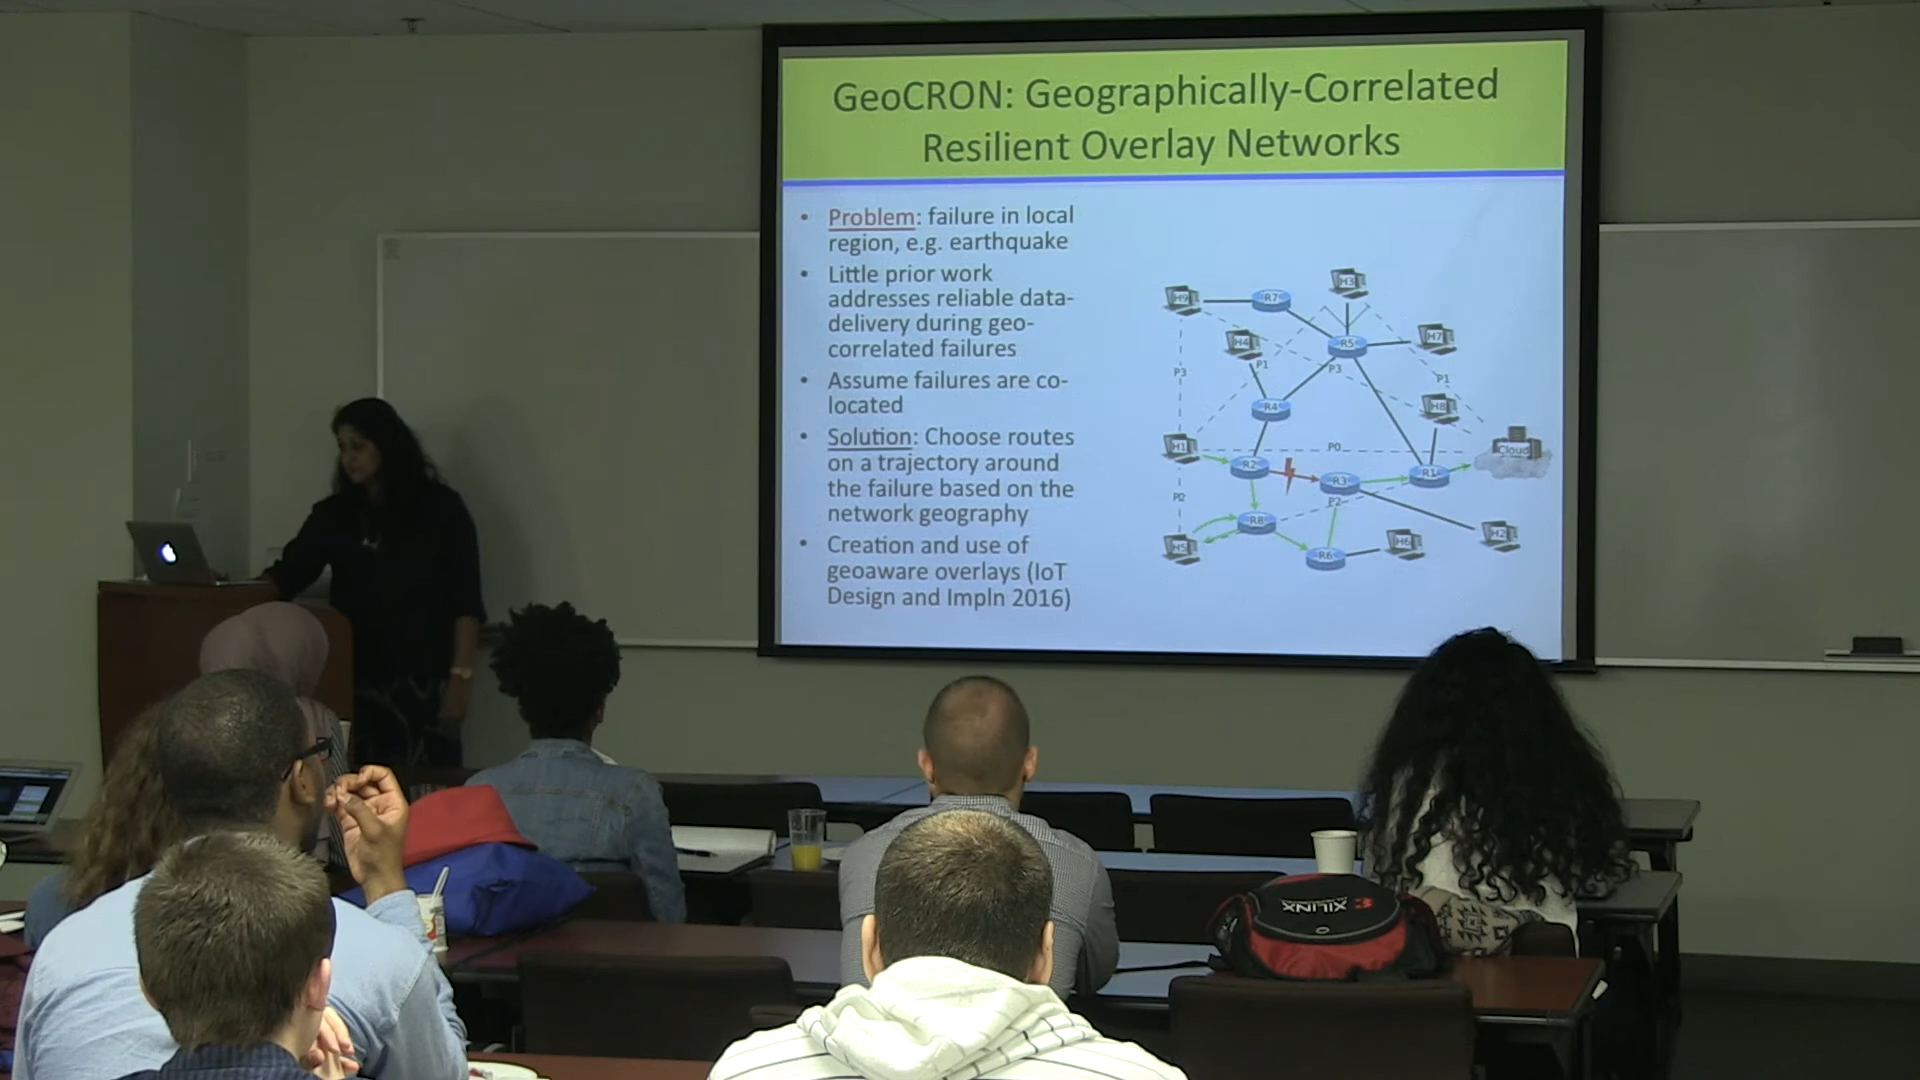 GeoCRON: Geographically-Correlated
Resilient Overlay Networks
• Problem: failure in local
region, e.g. earthquake
• Little prior work
addresses reliable data-
delivery during geo-
correlated failures
• Assume failures are co-
located
• Solution: Choose routes
on a trajectory around
the failure based on the
network geography
• Creation and use of
geoaware overlays (IoT
Design and Impln 2016)
H9
R7
H3
H4
R5
H7
P3
P1
P3
P1
R4
H8
H1
P0
Cloud
R2
R3
R1
P2
P2
R8
H2
H5
R6
H6
XILINX